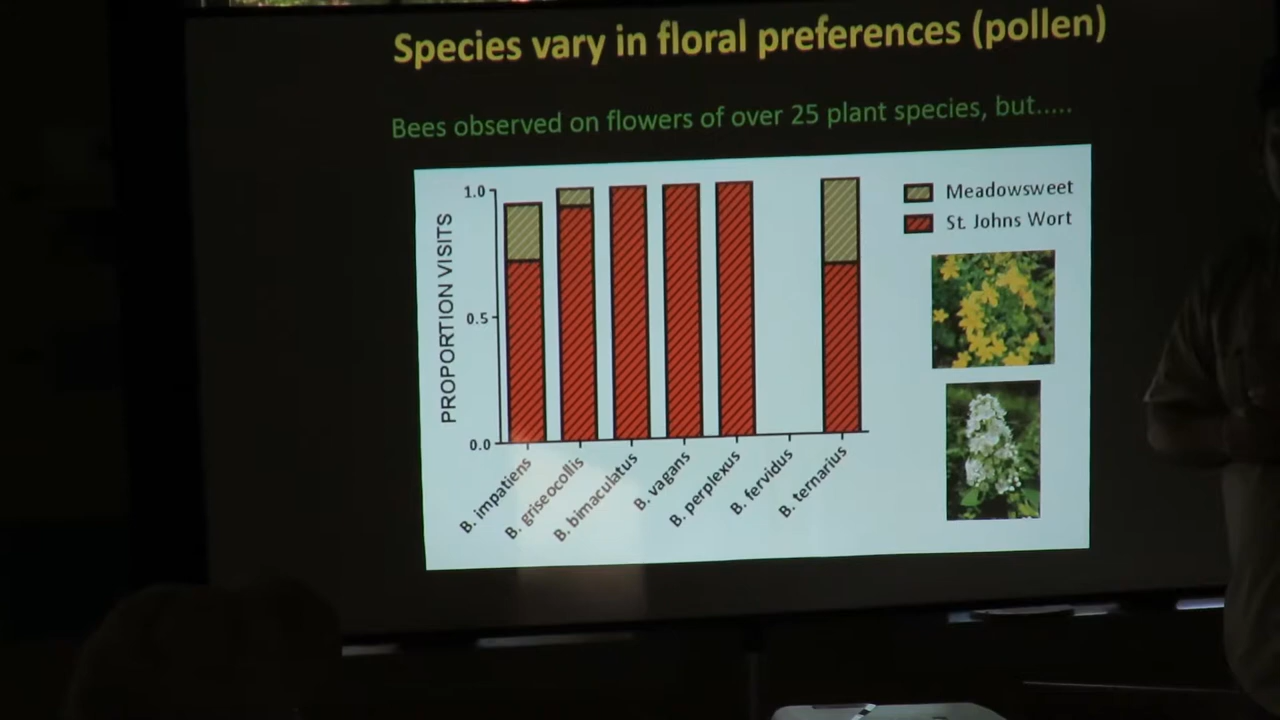 Species vary in floral preferences (pollen)
Bees observed on flowers of over 25 plant species, but.....
Meadowsweet
St. Johns Wort
PROPORTION VISITS
1.0
0.5
0.0
B. impatiens
B. griseocollis
B. bimaculatus
B. vagans
B. perplexus
B. fervidus
B. ternarius